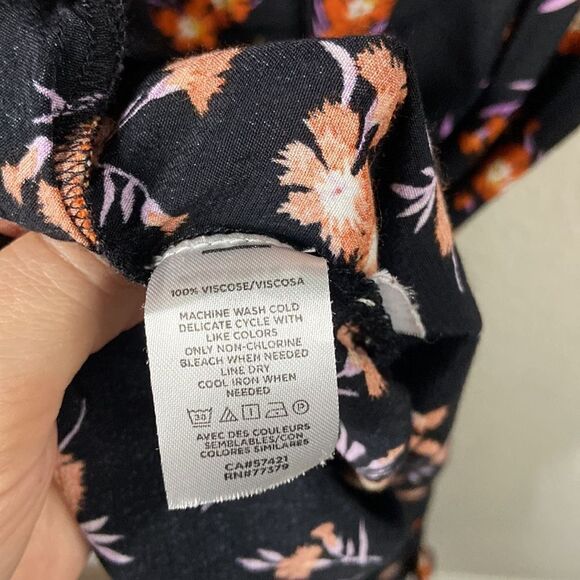 100% VISCOSE/VISCOSA
MACHINE WASH COLD
DELICATE CYCLE WITH
LIKE COLORS
ONLY NON-CHLORINE
BLEACH WHEN NEEDED
LINE DRY
COOL IRON WHEN
NEEDED
30 P
AVEC DES COULEURS
SEMBLABLES/CON
COLORES SIMILARES
CA#57421
RN#77379